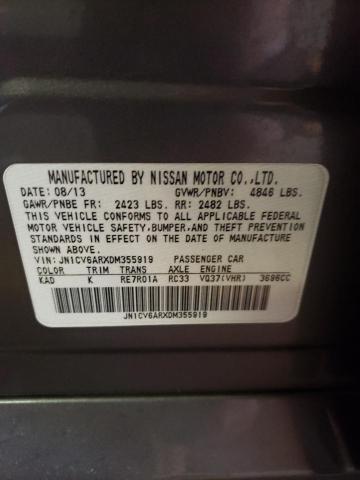 MANUFACTURED BY NISSAN MOTOR CO.,LTD.
DATE: 08/13 GVWR/PNBV: 4846 LBS.
GAWR/PNBE FR: 2423 LBS. RR: 2482 LBS.
THIS VEHICLE CONFORMS TO ALL APPLICABLE FEDERAL
MOTOR VEHICLE SAFETY,BUMPER,AND THEFT PREVENTION
STANDARDS IN EFFECT ON THE DATE OF MANUFACTURE
SHOWN ABOVE.
VIN: JN1CV6ARXDM355919 PASSENGER CAR
COLOR TRIM TRANS AXLE ENGINE
KAD K RE7R01A RC33 VQ37(VHR) 3696CC
JN1CV6ARXDM355919